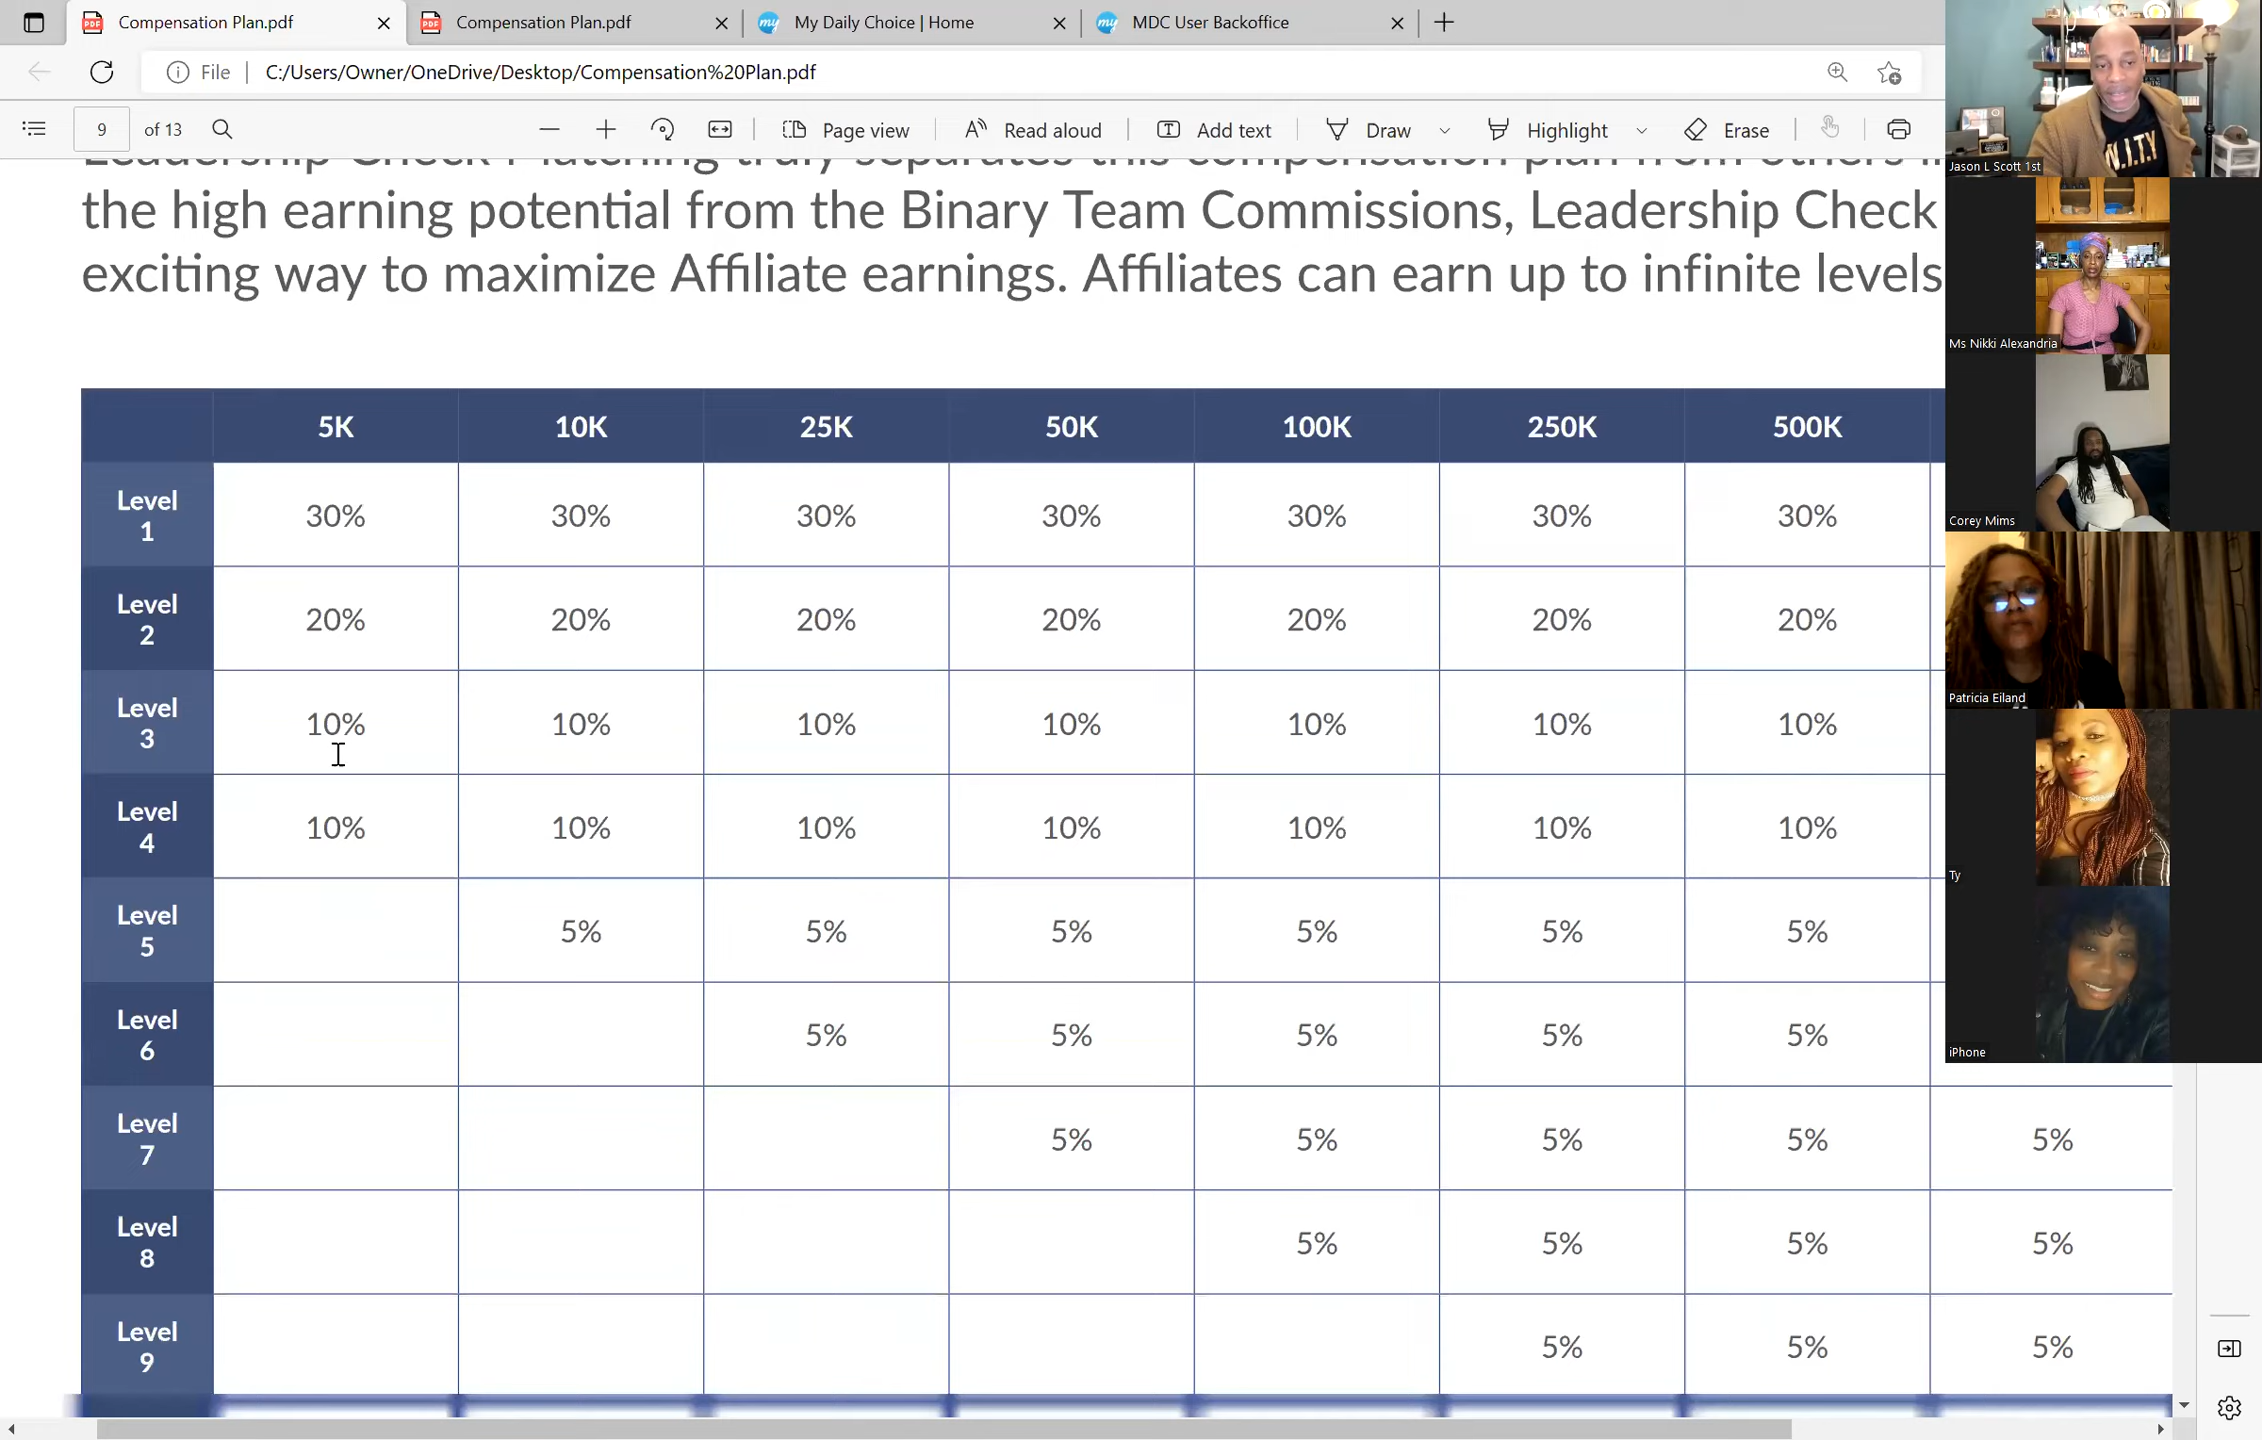 Compensation Plan.pdf
Compensation Plan.pdf
My Daily Choice | Home
MDC User Backoffice
File
C:/Users/Owner/OneDrive/Desktop/Compensation%20Plan.pdf
9 of 13
Page view
Read aloud
Add text
Draw
Highlight
Erase
Leadership Check Matching truly separates this compensation plan from others
the high earning potential from the Binary Team Commissions, Leadership Check
exciting way to maximize Affiliate earnings. Affiliates can earn up to infinite levels
5K 10K 25K 50K 100K 250K 500K
Level 1 30% 30% 30% 30% 30% 30% 30%
Level 2 20% 20% 20% 20% 20% 20% 20%
Level 3 10% 10% 10% 10% 10% 10% 10%
Level 4 10% 10% 10% 10% 10% 10% 10%
Level 5 5% 5% 5% 5% 5% 5%
Level 6 5% 5% 5% 5% 5%
Level 7 5% 5% 5% 5% 5%
Level 8 5% 5% 5% 5%
Level 9 5% 5% 5%
Jason L Scott 1st
Ms Nikki Alexandria
Corey Mims
Patricia Eiland
Ty
iPhone